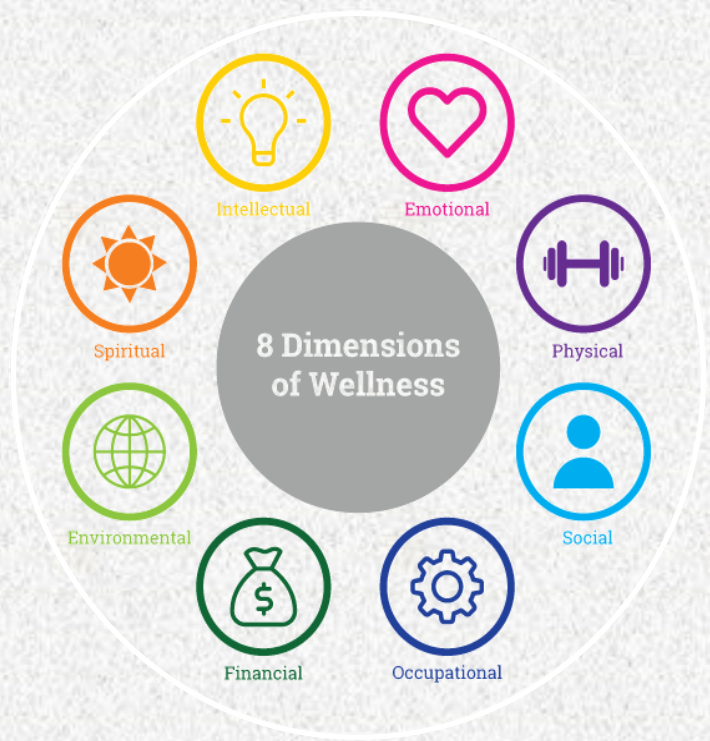 Intellectual
Emotional
Spiritual
Physical
8 Dimensions
of Wellness
Environmental
Social
$
Financial
Occupational